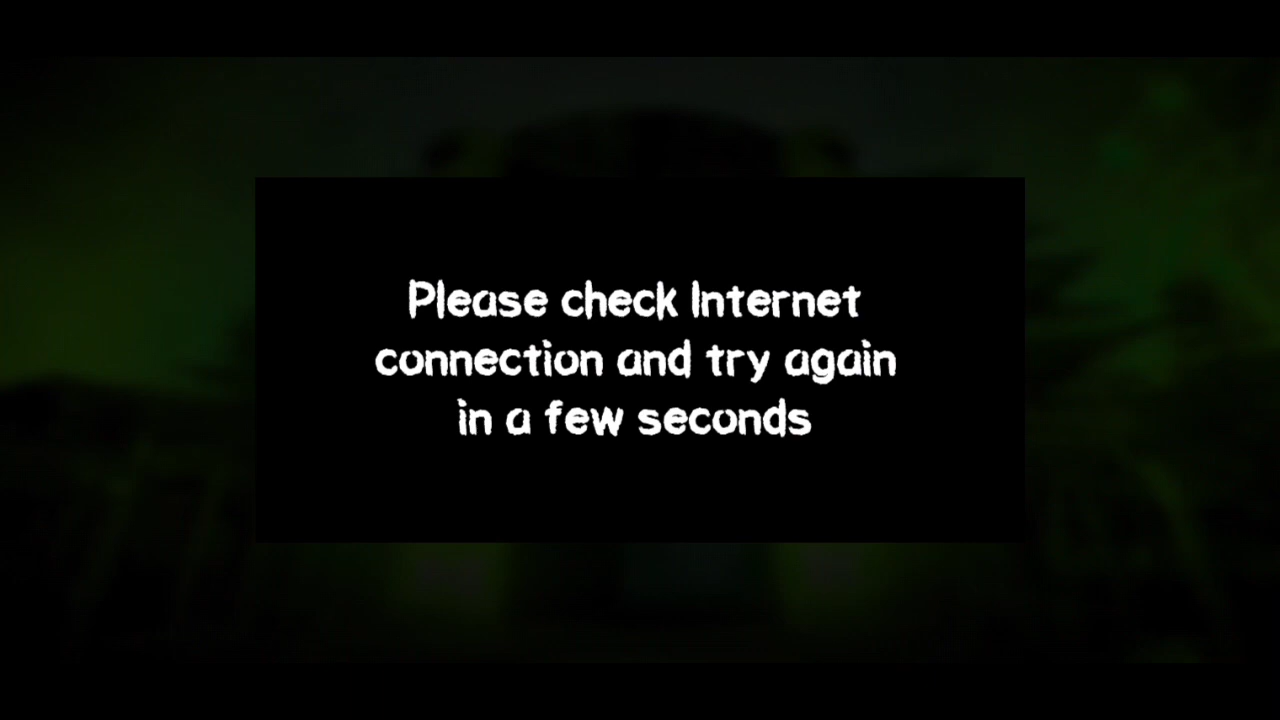 Please check Internet
connection and try again
in a few seconds